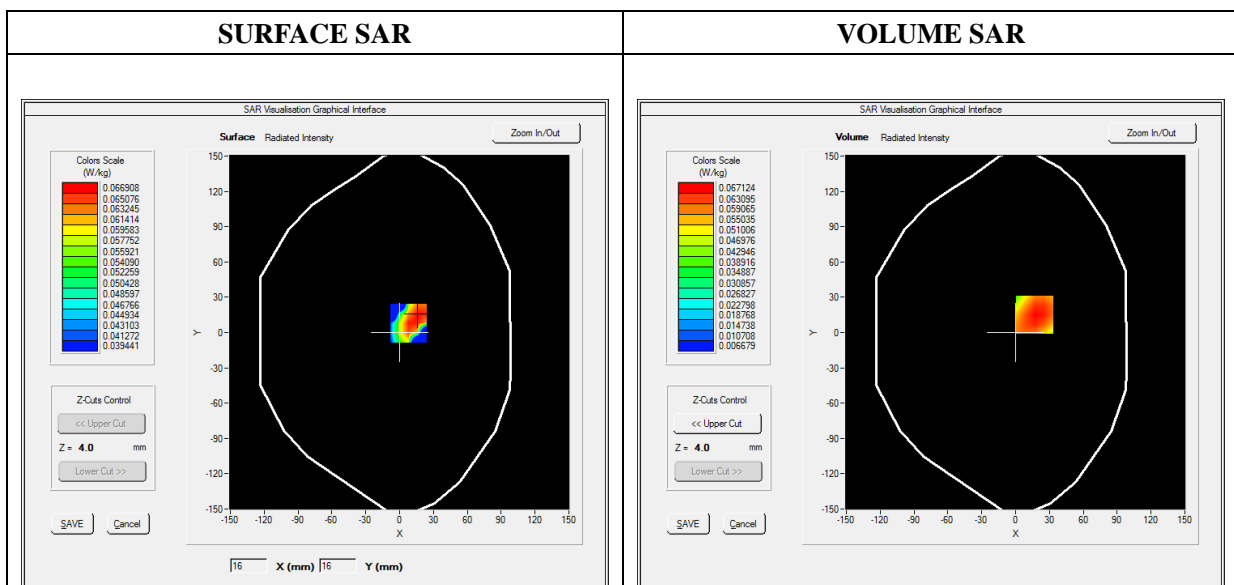 SURFACE SAR
VOLUME SAR
SAR Visualisation Graphical Interface
Surface Radiated Intensity
Zoom In/Out
Colors Scale
(W/kg)
0.066908
0.065076
0.063245
0.061414
0.059583
0.057752
0.055921
0.054090
0.052259
0.050428
0.048597
0.046766
0.044934
0.043103
0.041272
0.039441
Z-Cuts Control
<< Upper Cut
Z = 4.0 mm
Lower Cut >>
SAVE Cancel
150
120
90
60
30
0
-30
-60
-90
-120
-150
Y
-150 -120 -90 -60 -30 0 30 60 90 120 150
X
16 X (mm) 16 Y (mm)
SAR Visualisation Graphical Interface
Volume Radiated Intensity
Zoom In/Out
Colors Scale
(W/kg)
0.067124
0.063095
0.059065
0.055035
0.051006
0.046976
0.042946
0.038916
0.034887
0.030857
0.026827
0.022798
0.018768
0.014738
0.010708
0.006679
Z-Cuts Control
<< Upper Cut
Z = 4.0 mm
Lower Cut >>
SAVE Cancel
150
120
90
60
30
0
-30
-60
-90
-120
-150
Y
-150 -120 -90 -60 -30 0 30 60 90 120 150
X